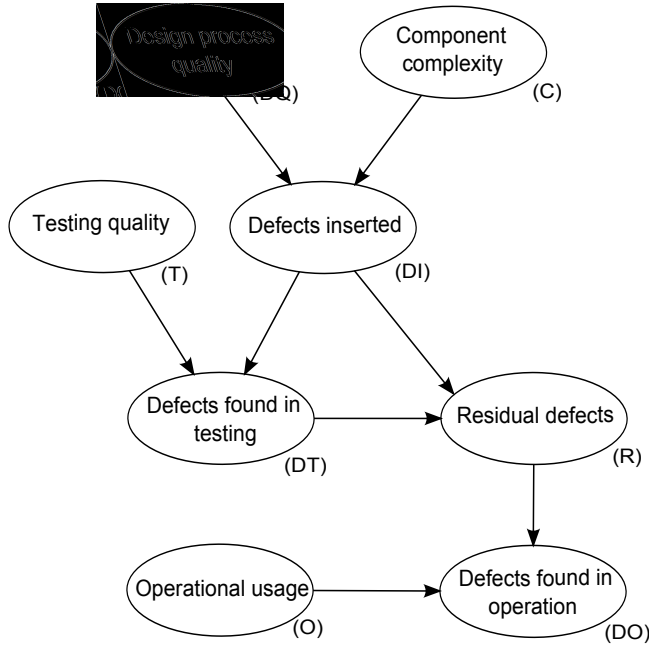 Design process
quality
(DQ)
Component
complexity
(C)
Testing quality
(T)
Defects inserted
(DI)
Defects found in
testing
(DT)
Residual defects
(R)
Operational usage
(O)
Defects found in
operation
(DO)